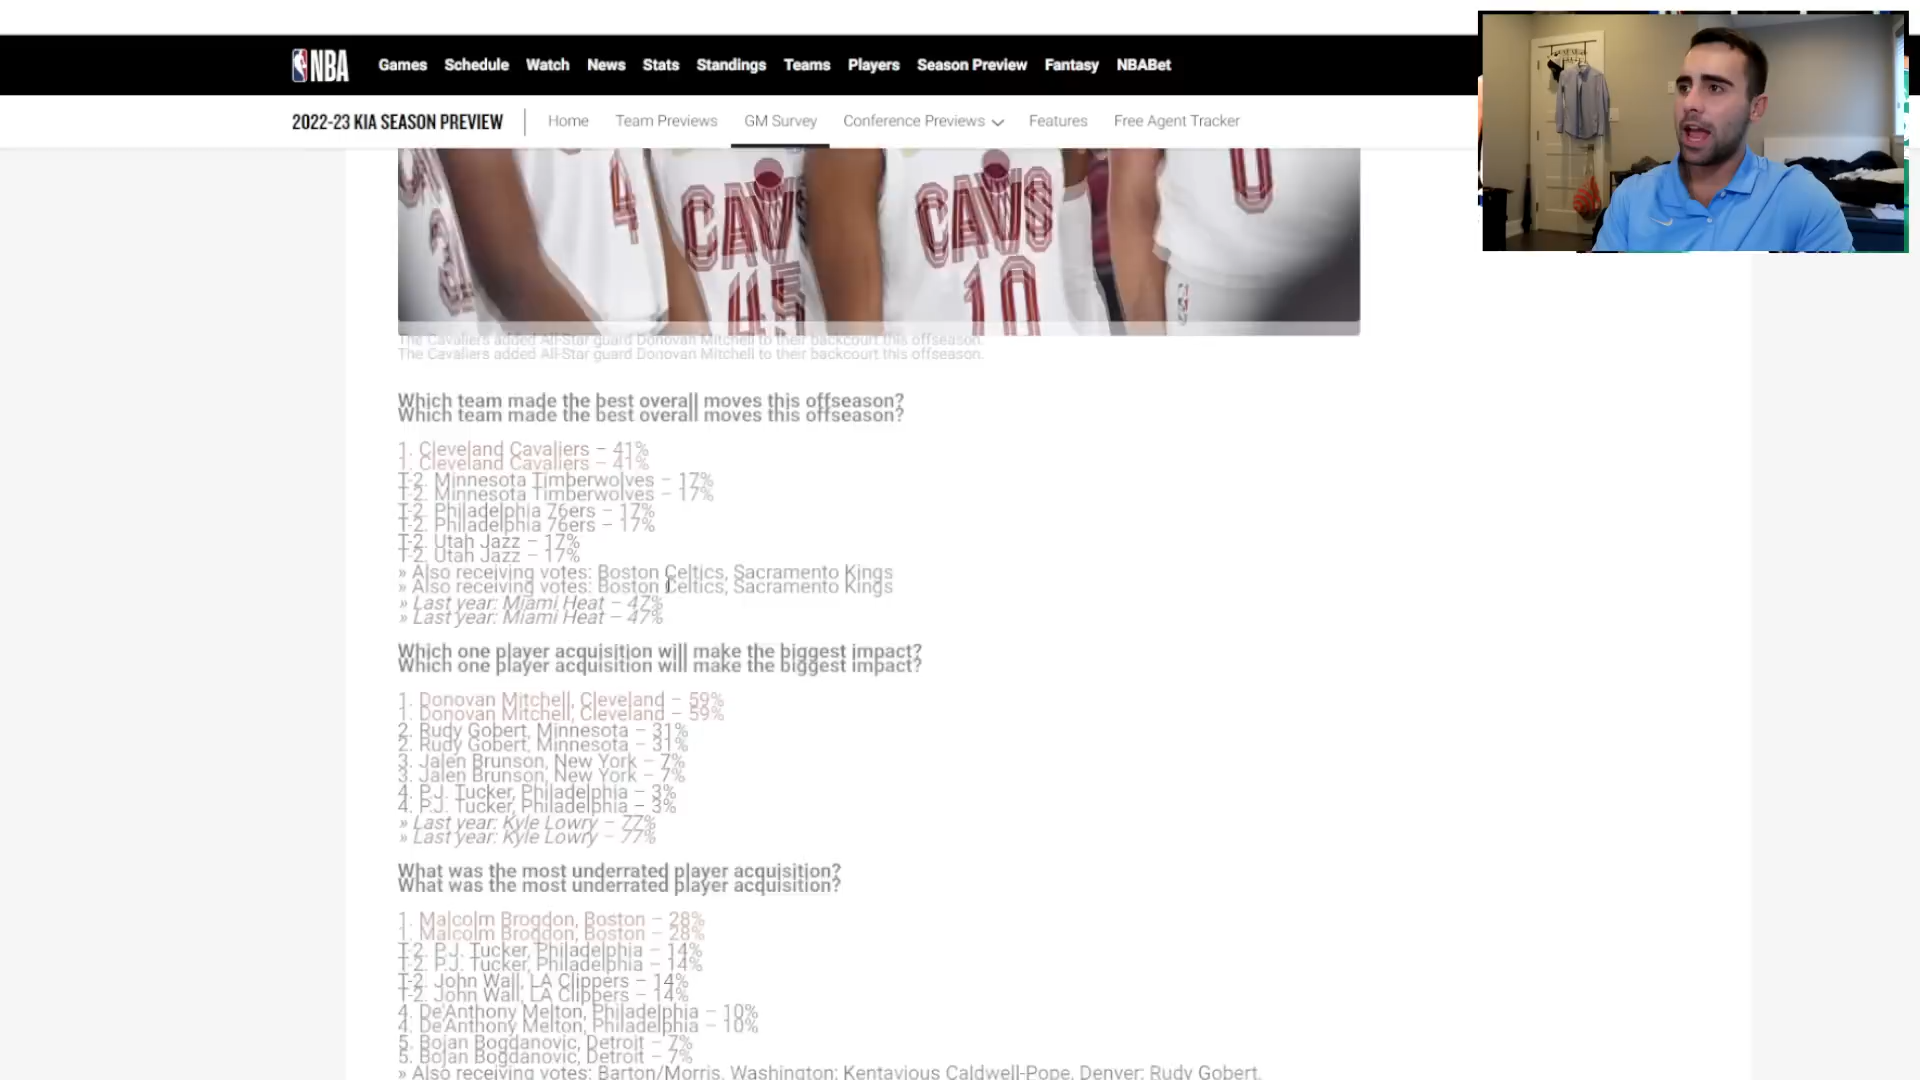 NBA Games Schedule Watch News Stats Standings Teams Players Season Preview Fantasy NBABet
2022-23 KIA SEASON PREVIEW Home Team Previews GM Survey Conference Previews Features Free Agent Tracker
4 CAVS CAVS 0
45 10
The Cavaliers added All-Star guard Donovan Mitchell to their backcourt this offseason.
Which team made the best overall moves this offseason?
1. Cleveland Cavaliers – 41%
T-2. Minnesota Timberwolves – 17%
T-2. Philadelphia 76ers – 17%
T-2. Utah Jazz – 17%
» Also receiving votes: Boston Celtics, Sacramento Kings
» Last year: Miami Heat – 47%
Which one player acquisition will make the biggest impact?
1. Donovan Mitchell, Cleveland – 59%
2. Rudy Gobert, Minnesota – 31%
3. Jalen Brunson, New York – 7%
4. P.J. Tucker, Philadelphia – 3%
» Last year: Kyle Lowry – 77%
What was the most underrated player acquisition?
1. Malcolm Brogdon, Boston – 28%
T-2. P.J. Tucker, Philadelphia – 14%
T-2. John Wall, LA Clippers – 14%
4. De'Anthony Melton, Philadelphia – 10%
5. Bojan Bogdanovic, Detroit – 7%
» Also receiving votes: Barton/Morris, Washington; Kentavious Caldwell-Pope, Denver; Rudy Gobert,